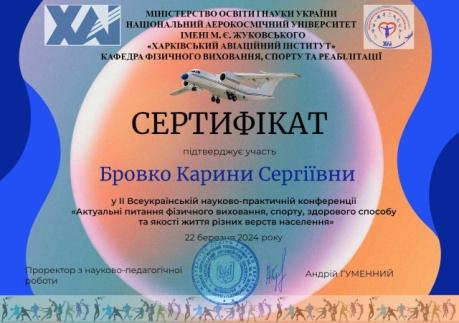 ХАІ
МІНІСТЕРСТВО ОСВІТИ І НАУКИ УКРАЇНИ
НАЦІОНАЛЬНИЙ АЕРОКОСМІЧНИЙ УНІВЕРСИТЕТ
ІМЕНІ М. Є. ЖУКОВСЬКОГО
«ХАРКІВСЬКИЙ АВІАЦІЙНИЙ ІНСТИТУТ»
КАФЕДРА ФІЗИЧНОГО ВИХОВАННЯ, СПОРТУ ТА РЕАБІЛІТАЦІЇ
СЕРТИФІКАТ
підтверджує участь
Бровко Карини Сергіївни
у ІІ Всеукраїнській науково-практичній конференції
«Актуальні питання фізичного виховання, спорту, здорового способу
та якості життя різних верств населення»
22 березня 2024 року
Проректор з науково-педагогічної
роботи
Андрій ГУМЕННИЙ